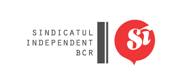 SINDICATUL
INDEPENDENT
BCR
Si